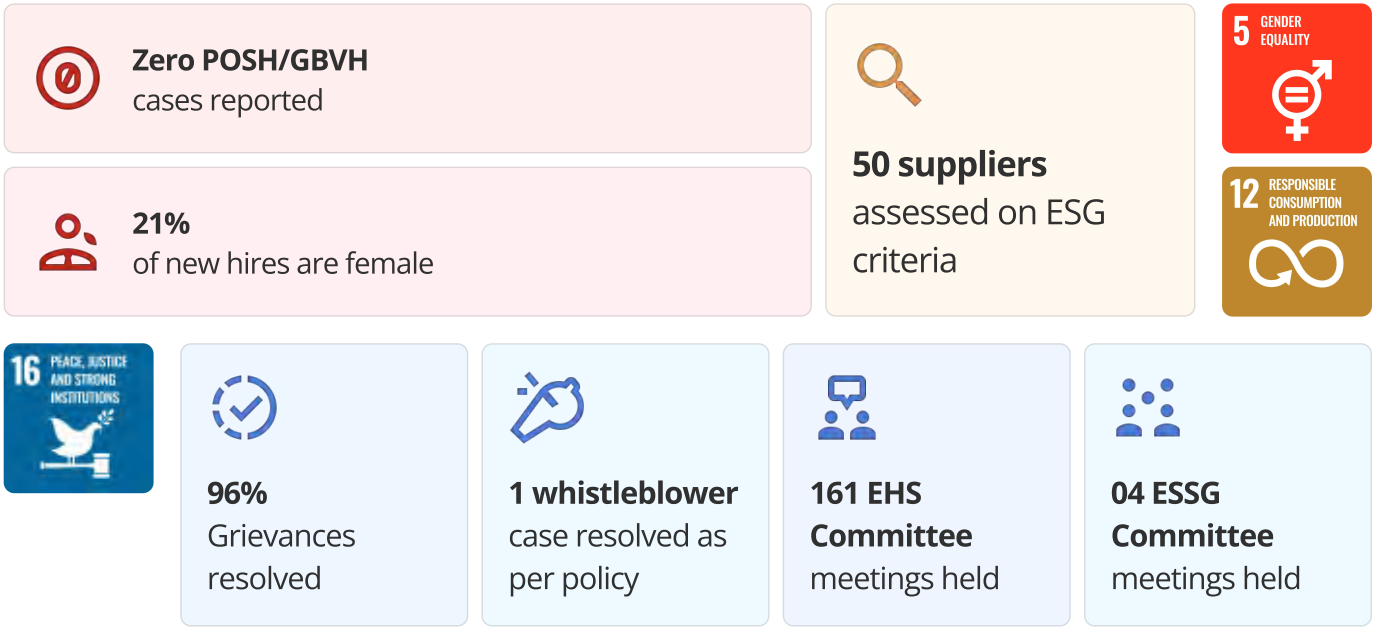 Zero POSH/GBVH
cases reported
21%
of new hires are female
50 suppliers
assessed on ESG
criteria
5 GENDER
EQUALITY
12 RESPONSIBLE
CONSUMPTION
AND PRODUCTION
16 PEACE, JUSTICE
AND STRONG
INSTITUTIONS
96%
Grievances
resolved
1 whistleblower
case resolved as
per policy
161 EHS
Committee
meetings held
04 ESSG
Committee
meetings held